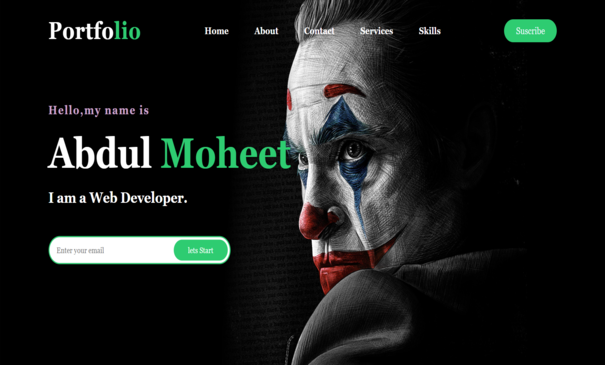 Portfolio
Home About Contact Services Skills Suscribe
Hello,my name is
Abdul Moheet
I am a Web Developer.
Enter your email lets Start